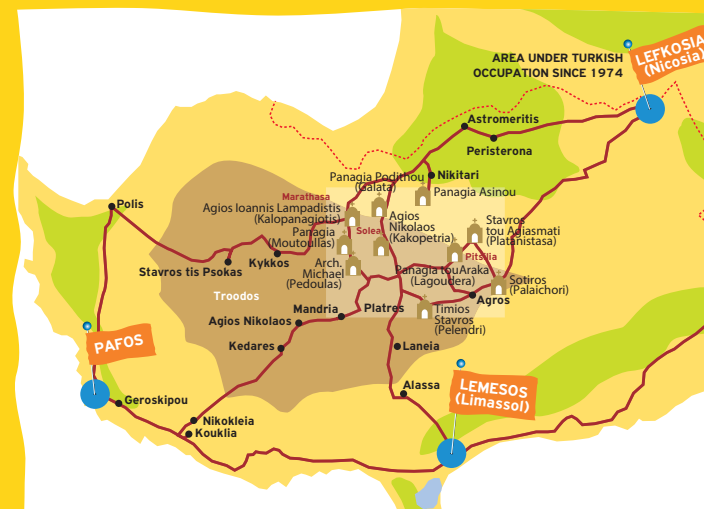 AREA UNDER TURKISH
OCCUPATION SINCE 1974
LEFKOSIA
(Nicosia)
Astromeritis
Peristerona
Panagia Podithou
(Galata)
Nikitari
Panagia Asinou
Marathasa
Agios Ioannis Lampadistis
(Kalopanagiotis)
Polis
Agios
Nikolaos
(Kakopetria)
Solea
Stavros
tou Agiasmati
(Platanistasa)
Panagia
(Moutoullas)
Pitsilia
Kykkos
Stavros tis Psokas
Arch.
Michael
(Pedoulas)
Panagia touAraka
(Lagoudera)
Sotiros
(Palaichori)
Troodos
Agros
Mandria
Platres
Timios
Stavros
(Pelendri)
Agios Nikolaos
Kedares
Laneia
PAFOS
Alassa
LEMESOS
(Limassol)
Geroskipou
Nikokleia
Kouklia